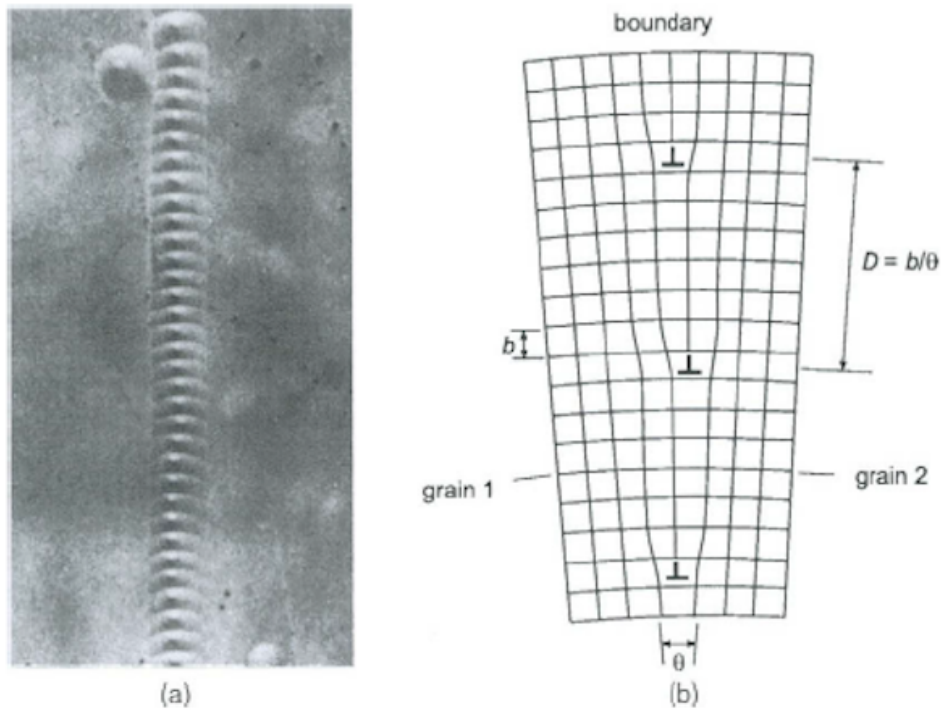 boundary
D = b/θ
b
grain 1
grain 2
θ
(a)
(b)